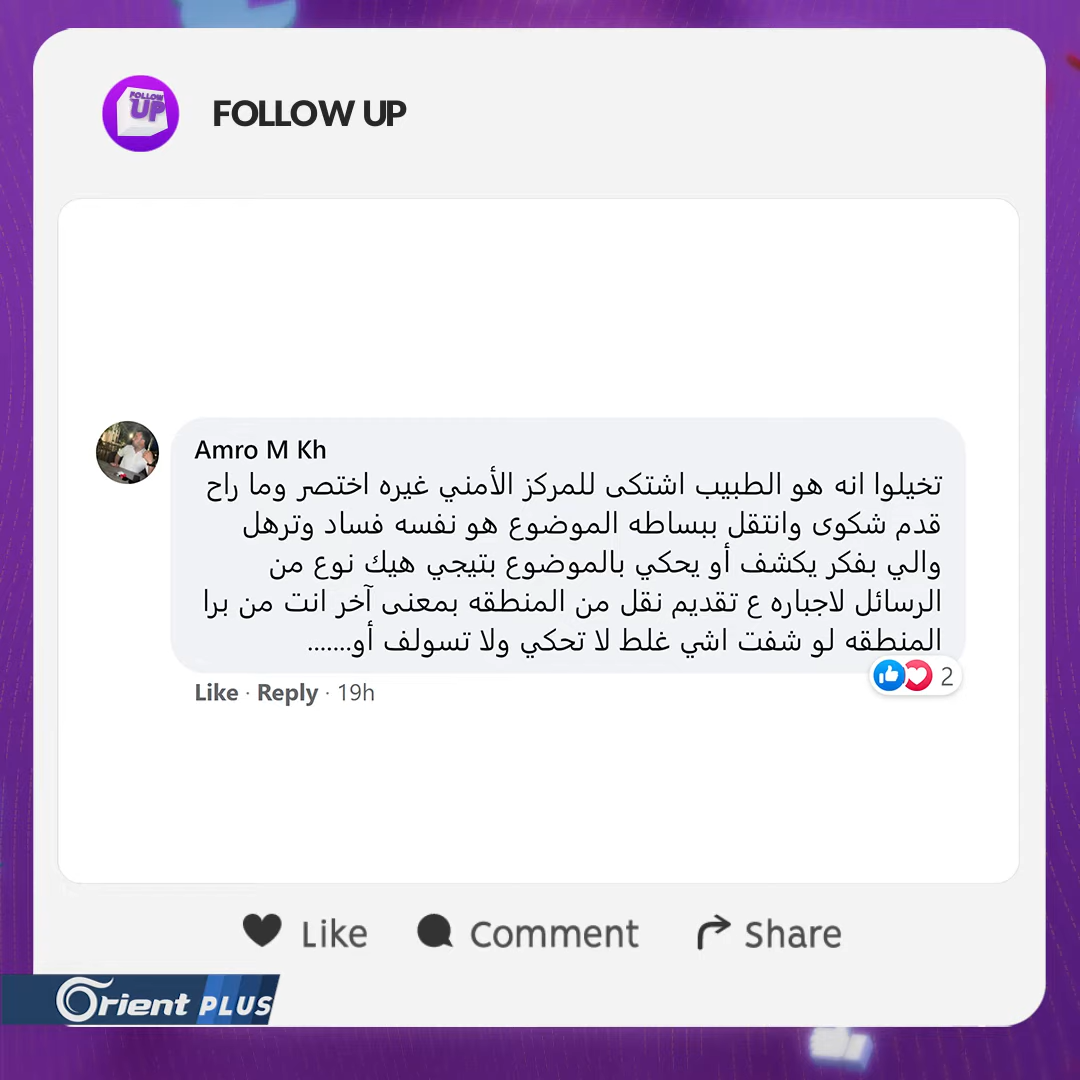 FOLLOW UP
FOLLOW UP
Amro M Kh
تخيلوا انه هو الطبيب اشتكى للمركز الأمني غيره اختصر وما راح
قدم شكوى وانتقل ببساطه الموضوع هو نفسه فساد وترهل
والي بفكر يكشف أو يحكي بالموضوع بتيجي هيك نوع من
الرسائل لاجباره ع تقديم نقل من المنطقه بمعنى آخر انت من برا
المنطقه لو شفت اشي غلط لا تحكي ولا تسولف أو.......
Like · Reply · 19h
2
Like Comment Share
Orient PLUS